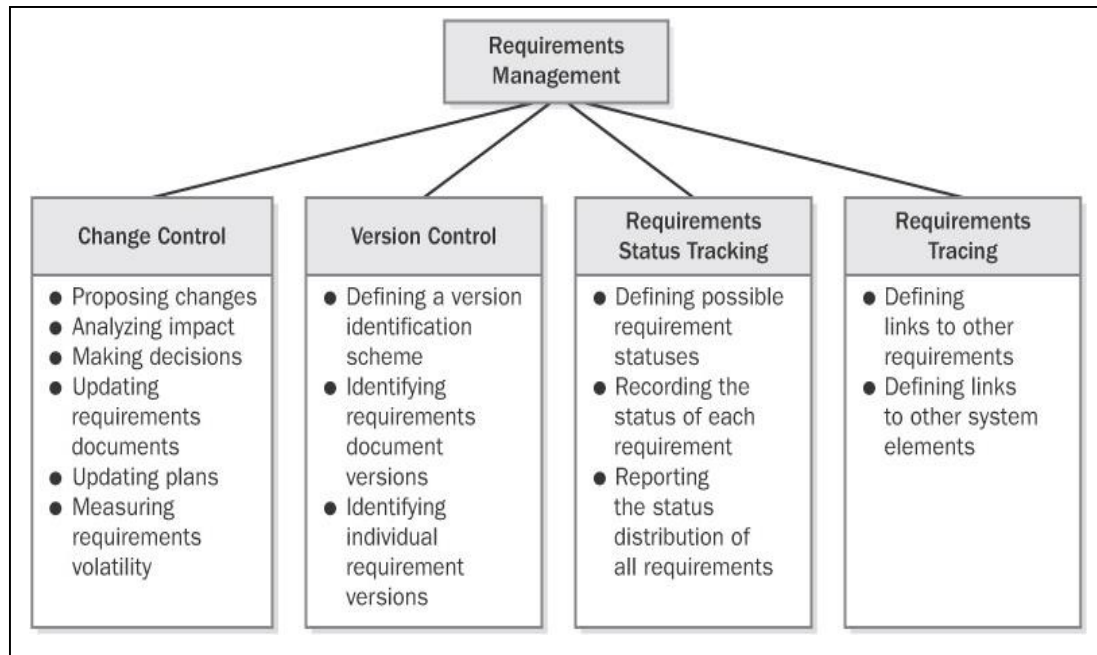 Requirements
Management
Change Control
● Proposing changes
● Analyzing impact
● Making decisions
● Updating
requirements
documents
● Updating plans
● Measuring
requirements
volatility
Version Control
● Defining a version
identification
scheme
● Identifying
requirements
document
versions
● Identifying
individual
requirement
versions
Requirements
Status Tracking
● Defining possible
requirement
statuses
● Recording the
status of each
requirement
● Reporting
the status
distribution of
all requirements
Requirements
Tracing
● Defining
links to other
requirements
● Defining links
to other system
elements